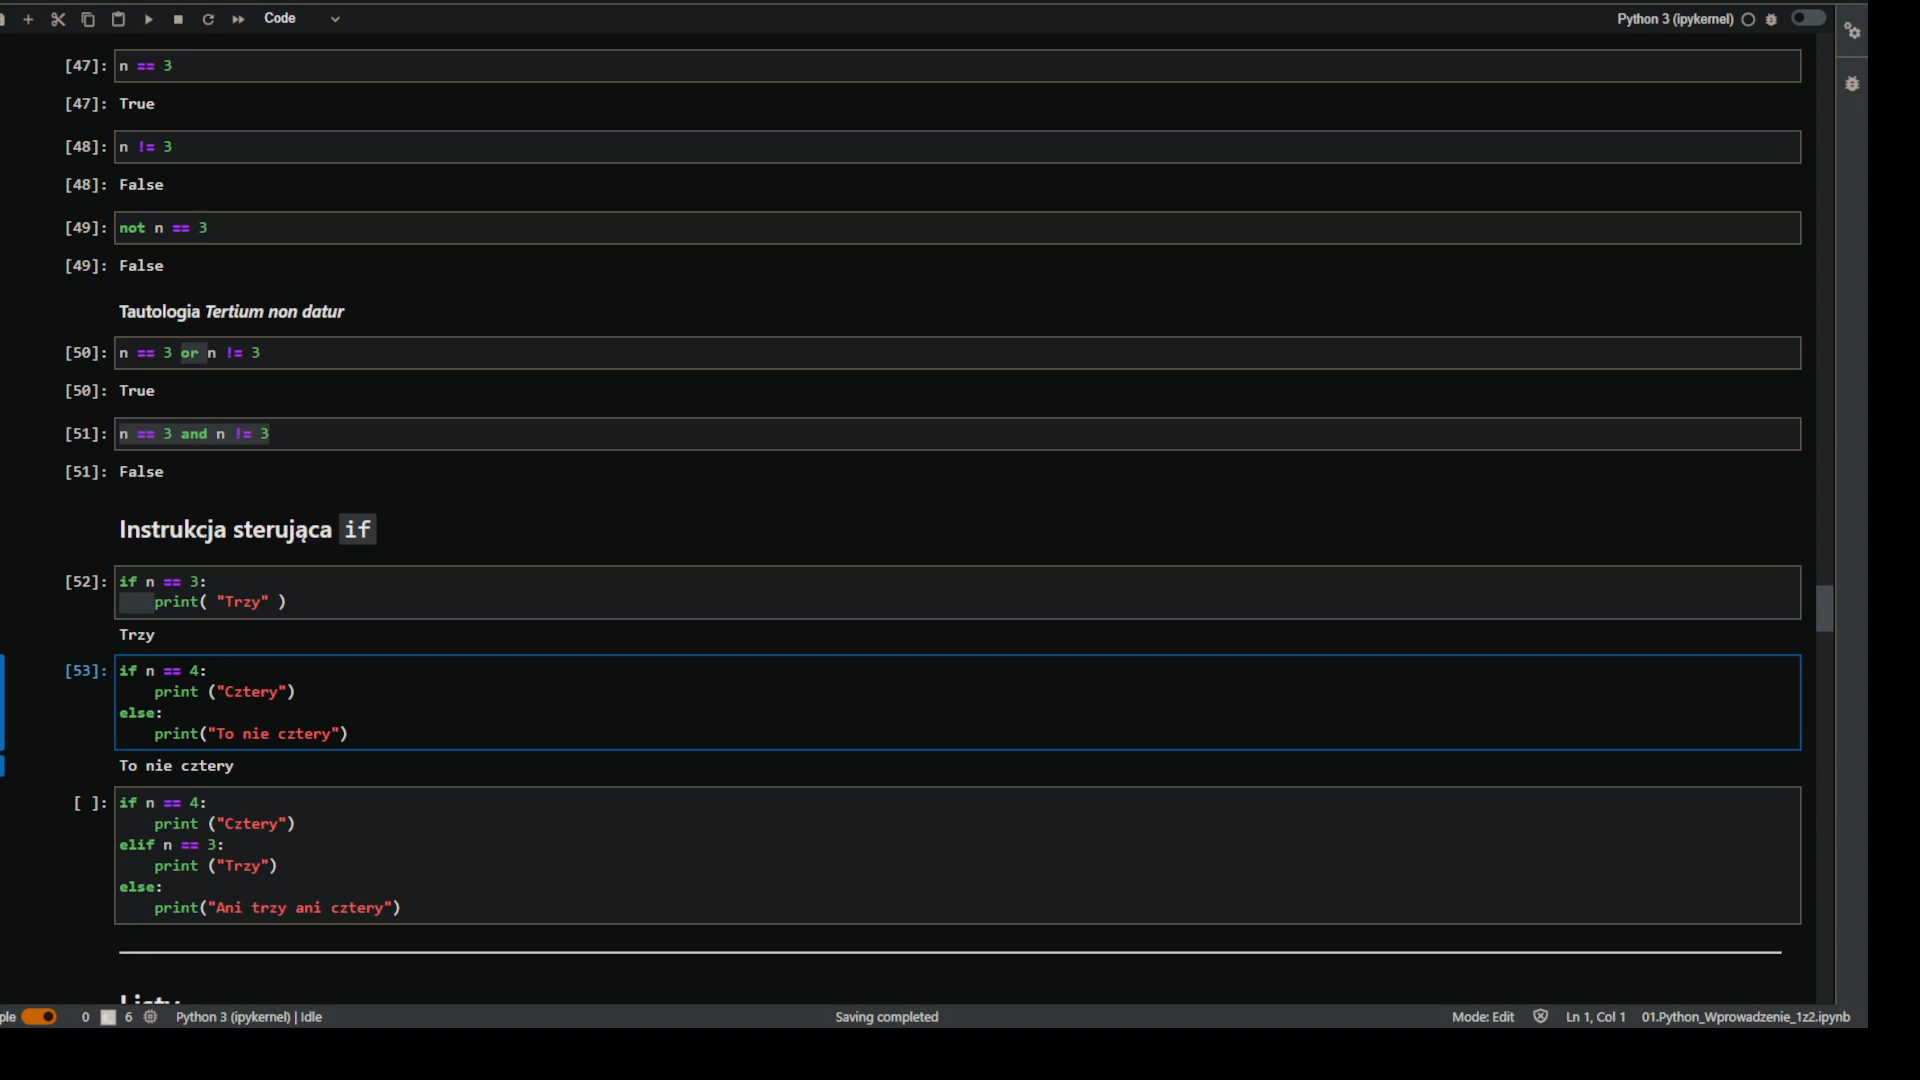 Code
Python 3 (ipykernel)
[47]: n == 3
[47]: True
[48]: n != 3
[48]: False
[49]: not n == 3
[49]: False
Tautologia Tertium non datur
[50]: n == 3 or n != 3
[50]: True
[51]: n == 3 and n != 3
[51]: False
Instrukcja sterująca if
[52]: if n == 3:
    print( "Trzy" )
Trzy
[53]: if n == 4:
    print ("Cztery")
else:
    print("To nie cztery")
To nie cztery
[ ]: if n == 4:
    print ("Cztery")
elif n == 3:
    print ("Trzy")
else:
    print("Ani trzy ani cztery")
Listy
ple 0 6 Python 3 (ipykernel) | Idle Saving completed Mode: Edit Ln 1, Col 1 01.Python_Wprowadzenie_1z2.ipynb